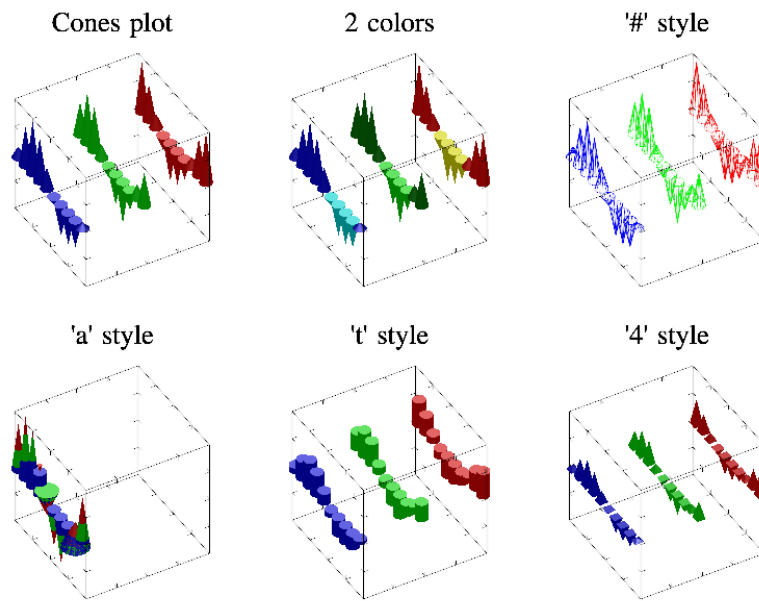 Cones plot
2 colors
'#' style
'a' style
't' style
'4' style